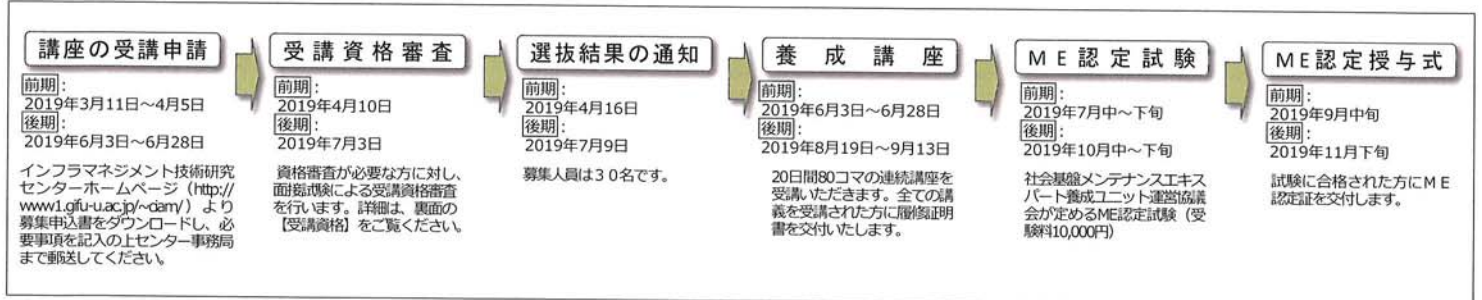 講座の受講申請
前期:
2019年3月11日～4月5日
後期:
2019年6月3日～6月28日
インフラマネジメント技術研究
センターホームページ（http://
www1.gifu-u.ac.jp/~ciam/）より
募集申込書をダウンロードし、必
要事項を記入の上センター事務局
まで郵送してください。
受講資格審査
前期:
2019年4月10日
後期:
2019年7月3日
資格審査が必要な方に対し、
面接試験による受講資格審査
を行います。詳細は、裏面の
【受講資格】をご覧ください。
選抜結果の通知
前期:
2019年4月16日
後期:
2019年7月9日
募集人員は３０名です。
養成講座
前期:
2019年6月3日～6月28日
後期:
2019年8月19日～9月13日
20日間80コマの連続講座を
受講いただきます。全ての講
義を受講された方に履修証明
書を交付いたします。
ＭＥ認定試験
前期:
2019年7月中～下旬
後期:
2019年10月中～下旬
社会基盤メンテナンスエキス
パート養成ユニット運営協議
会が定めるME認定試験（受
験料10,000円）
ＭＥ認定授与式
前期:
2019年9月中旬
後期:
2019年11月下旬
試験に合格された方にＭＥ
認定証を交付します。